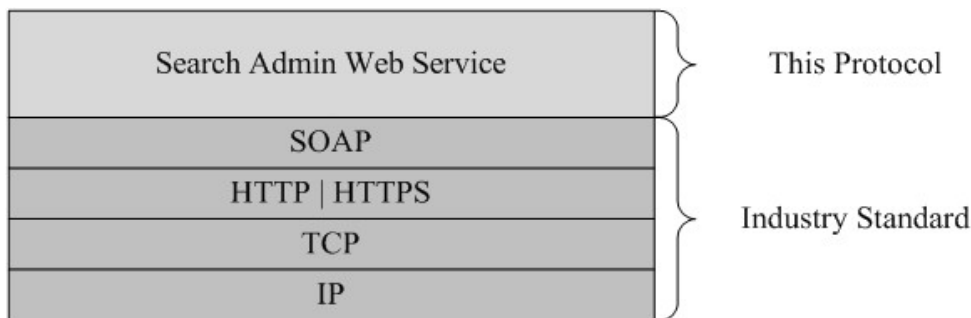 Search Admin Web Service
This Protocol
SOAP
HTTP | HTTPS
TCP
IP
Industry Standard